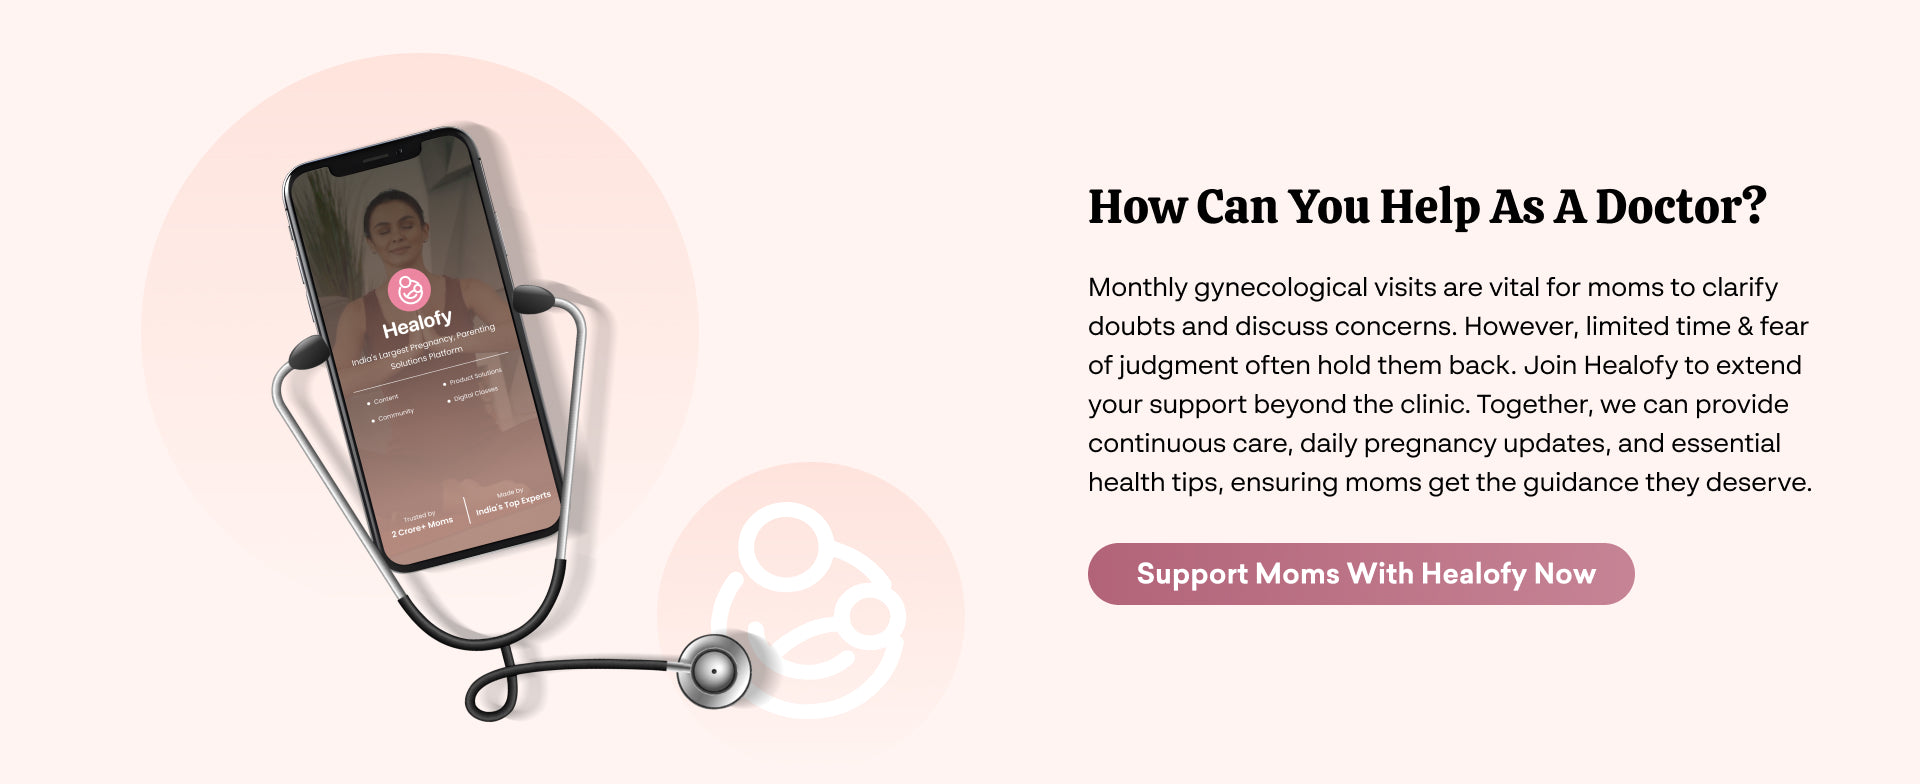 Healofy
India's Largest Pregnancy, Parenting
Solutions Platform
• Content
• Product Solutions
• Community
• Digital Classes
Trusted by
2 Crore+ Moms
Made by
India's Top Experts
How Can You Help As A Doctor?
Monthly gynecological visits are vital for moms to clarify
doubts and discuss concerns. However, limited time & fear
of judgment often hold them back. Join Healofy to extend
your support beyond the clinic. Together, we can provide
continuous care, daily pregnancy updates, and essential
health tips, ensuring moms get the guidance they deserve.
Support Moms With Healofy Now